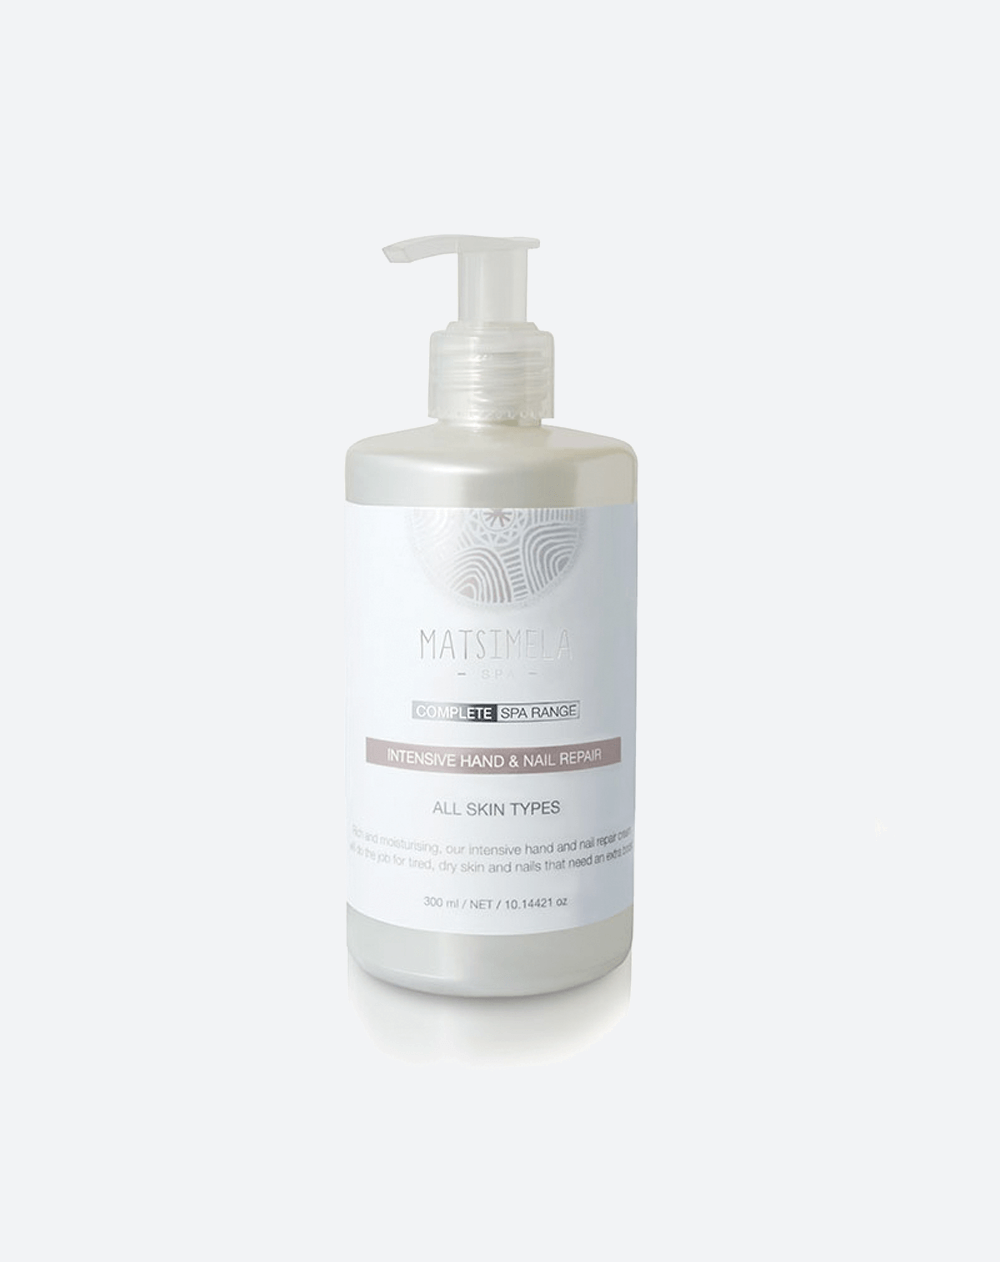 MATSIMELA
– SPA –
COMPLETE SPA RANGE
INTENSIVE HAND & NAIL REPAIR
ALL SKIN TYPES
Rich and moisturising, our intensive hand and nail repair cream
do the job for tired, dry skin and nails that need an extra boost
300 ml / NET / 10.14421 oz